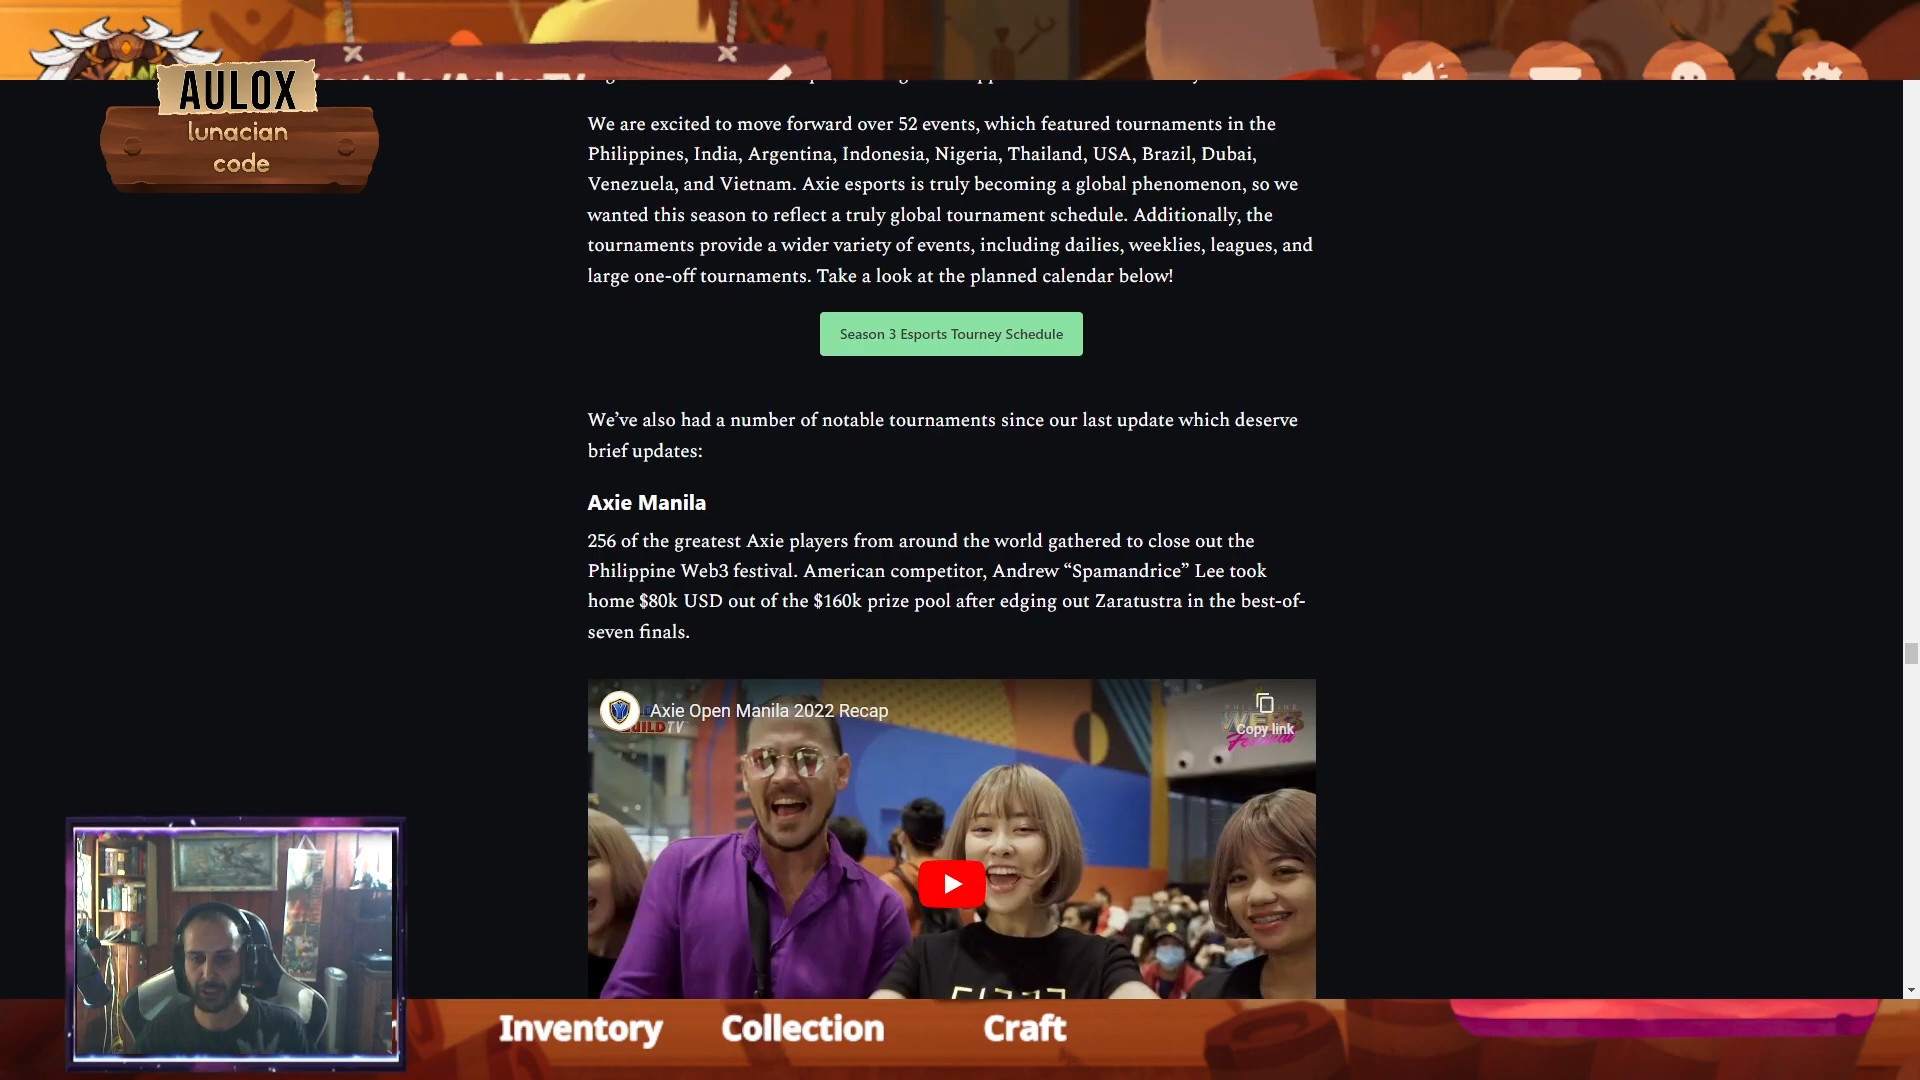 AULOX
lunacian
code
We are excited to move forward over 52 events, which featured tournaments in the
Philippines, India, Argentina, Indonesia, Nigeria, Thailand, USA, Brazil, Dubai,
Venezuela, and Vietnam. Axie esports is truly becoming a global phenomenon, so we
wanted this season to reflect a truly global tournament schedule. Additionally, the
tournaments provide a wider variety of events, including dailies, weeklies, leagues, and
large one-off tournaments. Take a look at the planned calendar below!
Season 3 Esports Tourney Schedule
We’ve also had a number of notable tournaments since our last update which deserve
brief updates:
Axie Manila
256 of the greatest Axie players from around the world gathered to close out the
Philippine Web3 festival. American competitor, Andrew “Spamandrice” Lee took
home $80k USD out of the $160k prize pool after edging out Zaratustra in the best-of-
seven finals.
Axie Open Manila 2022 Recap
Copy link
Inventory
Collection
Craft